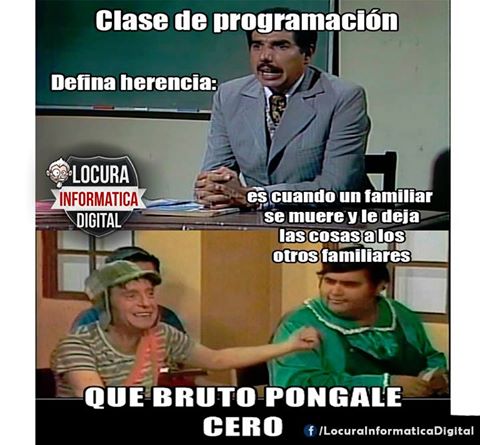 Clase de programación
Defina herencia:
LOCURA
INFORMATICA
DIGITAL
es cuando un familiar
se muere y le deja
las cosas a los
otros familiares
QUE BRUTO PONGALE
CERO
f /LocuraInformaticaDigital